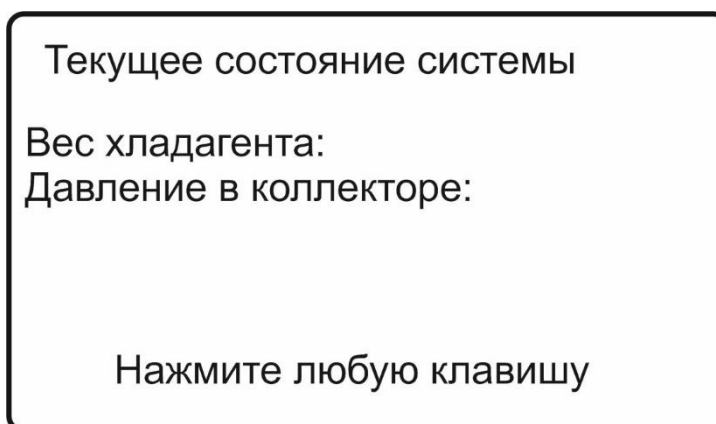 Текущее состояние системы
Вес хладагента:
Давление в коллекторе:
Нажмите любую клавишу